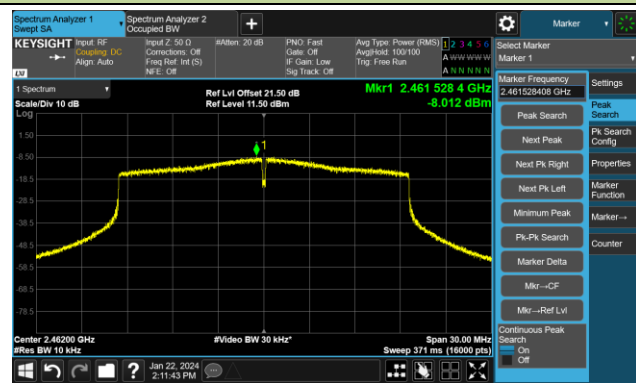 Spectrum Analyzer 1
Swept SA
Spectrum Analyzer 2
Occupied BW
+
Marker
KEYSIGHT
Input: RF
Coupling: DC
Align: Auto
Input Z: 50 Ω
Corrections: Off
Freq Ref: Int (S)
NFE: Off
#Atten: 20 dB
PNO: Fast
Gate: Off
IF Gain: Low
Sig Track: Off
Avg Type: Power (RMS)
Avg|Hold: 100/100
Trig: Free Run
1 2 3 4 5 6
A W W W W W
A N N N N N
LXI
Select Marker
Marker 1
1 Spectrum
Scale/Div 10 dB
Log
Ref Lvl Offset 21.50 dB
Ref Level 11.50 dBm
Mkr1 2.461 528 4 GHz
-8.012 dBm
1
1.50
-8.50
-18.5
-28.5
-38.5
-48.5
-58.5
-68.5
-78.5
Center 2.46200 GHz
#Res BW 10 kHz
#Video BW 30 kHz*
Span 30.00 MHz
Sweep 371 ms (16000 pts)
Marker Frequency
2.461528408 GHz
Peak Search
Next Peak
Next Pk Right
Next Pk Left
Minimum Peak
Pk-Pk Search
Marker Delta
Mkr→CF
Mkr→Ref Lvl
Continuous Peak
Search
On
Off
Settings
Peak
Search
Pk Search
Config
Properties
Marker
Function
Marker→
Counter
?
Jan 22, 2024
2:11:43 PM